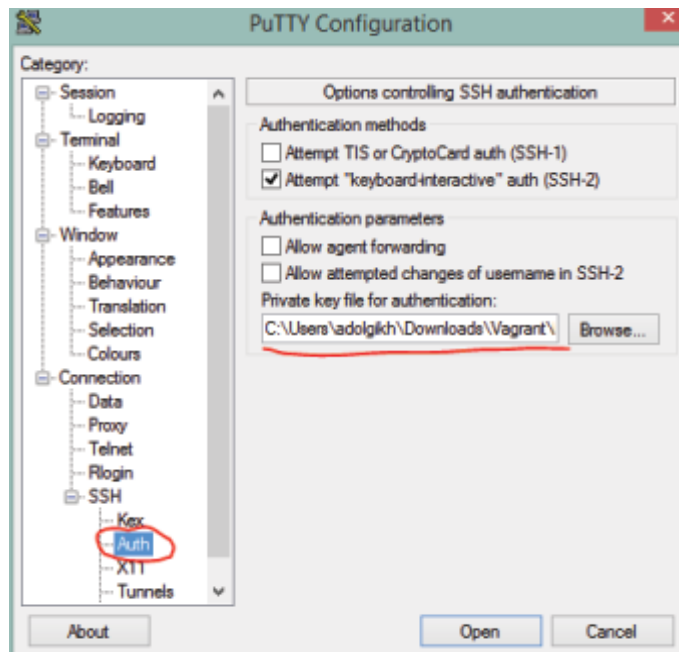 PuTTY Configuration
Category:
Session
Logging
Terminal
Keyboard
Bell
Features
Window
Appearance
Behaviour
Translation
Selection
Colours
Connection
Data
Proxy
Telnet
Rlogin
SSH
Kex
Auth
X11
Tunnels
Options controlling SSH authentication
Authentication methods
Attempt TIS or CryptoCard auth (SSH-1)
Attempt "keyboard-interactive" auth (SSH-2)
Authentication parameters
Allow agent forwarding
Allow attempted changes of username in SSH-2
Private key file for authentication:
C:\Users\adolgikh\Downloads\Vagrant\
Browse...
About
Open
Cancel